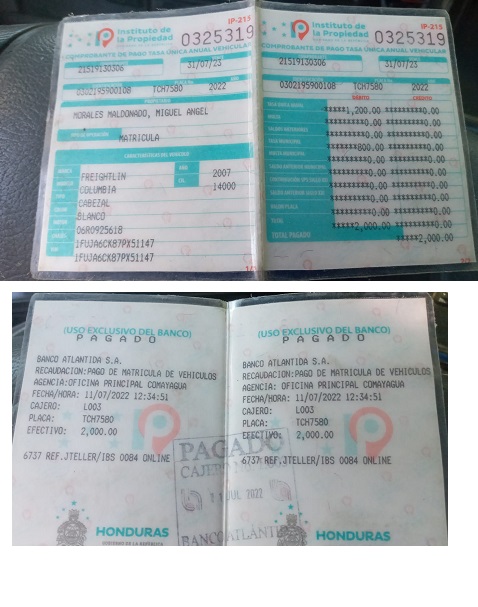 IP-215
Instituto de
la Propiedad
0325319
COMPROBANTE DE PAGO TASA ÚNICA ANUAL VEHICULAR
21519130306 31/07/23
0302195900108 TCH7580 2022
MORALES MALDONADO, MIGUEL ANGEL
MATRICULA
CARACTERISTICAS DEL VEHICULO
FREIGHTLIN 2007
COLUMBIA 14000
CABEZAL
BLANCO
06R0925618
1FUJA6CK87PX51147
1FUJA6CK87PX51147
IP-215
Instituto de
la Propiedad
0325319
COMPROBANTE DE PAGO TASA ÚNICA ANUAL VEHICULAR
21519130306 31/07/23
0302195900108 TCH7580 2022
DÉBITO CRÉDITO
*****1,200.00 ********0.00
********0.00 ********0.00
********0.00 ********0.00
******800.00 ********0.00
********0.00 ********0.00
********0.00 ********0.00
********0.00 ********0.00
********0.00 ********0.00
********0.00 ********0.00
*****2,000.00 ********0.00
TOTAL PAGADO *****2,000.00
(USO EXCLUSIVO DEL BANCO)
PAGADO
BANCO ATLANTIDA S.A.
RECAUDACION:PAGO DE MATRICULA DE VEHICULOS
AGENCIA:OFICINA PRINCIPAL COMAYAGUA
FECHA/HORA: 11/07/2022 12:34:51
CAJERO: L003
PLACA: TCH7580
EFECTIVO: 2,000.00
6737 REF.JTELLER/IBS 0084 ONLINE
HONDURAS
GOBIERNO DE LA REPÚBLICA
(USO EXCLUSIVO DEL BANCO)
PAGADO
BANCO ATLANTIDA S.A.
RECAUDACION:PAGO DE MATRICULA DE VEHICULOS
AGENCIA: OFICINA PRINCIPAL COMAYAGUA
FECHA/HORA: 11/07/2022 12:34:51
CAJERO: L003
PLACA: TCH7580
EFECTIVO: 2,000.00
6737 REF.JTELLER/IBS 0084 ONLINE
HONDURAS
PAGADO
CAJERO
11 JUL 2022
BANCO ATLANTI